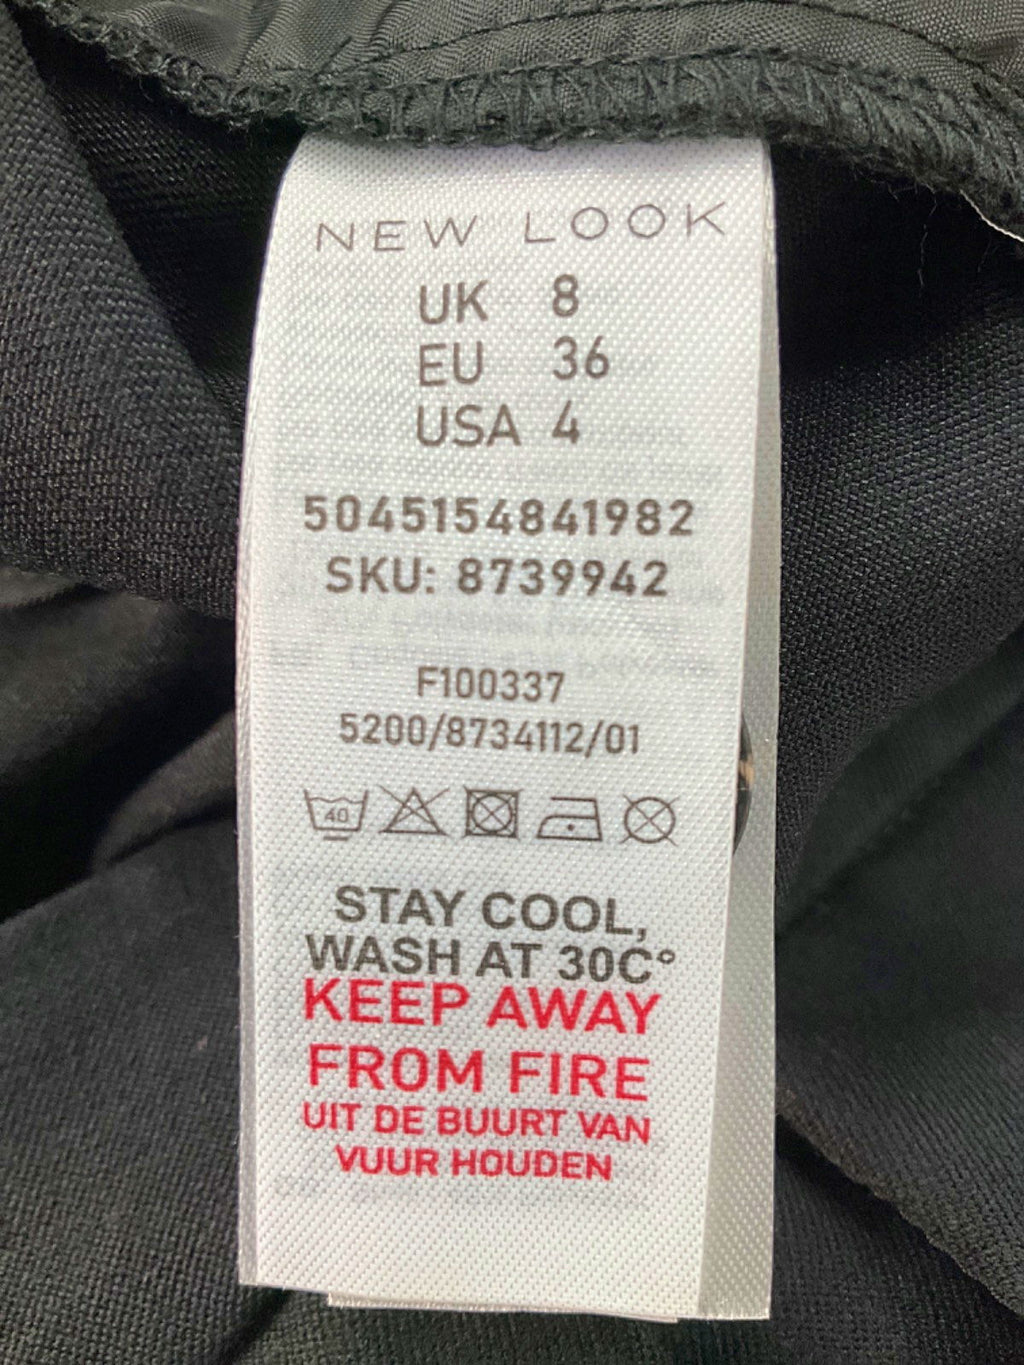 NEW LOOK
UK 8
EU 36
USA 4
5045154841982
SKU: 8739942
F100337
5200/8734112/01
40
STAY COOL,
WASH AT 30C°
KEEP AWAY
FROM FIRE
UIT DE BUURT VAN
VUUR HOUDEN